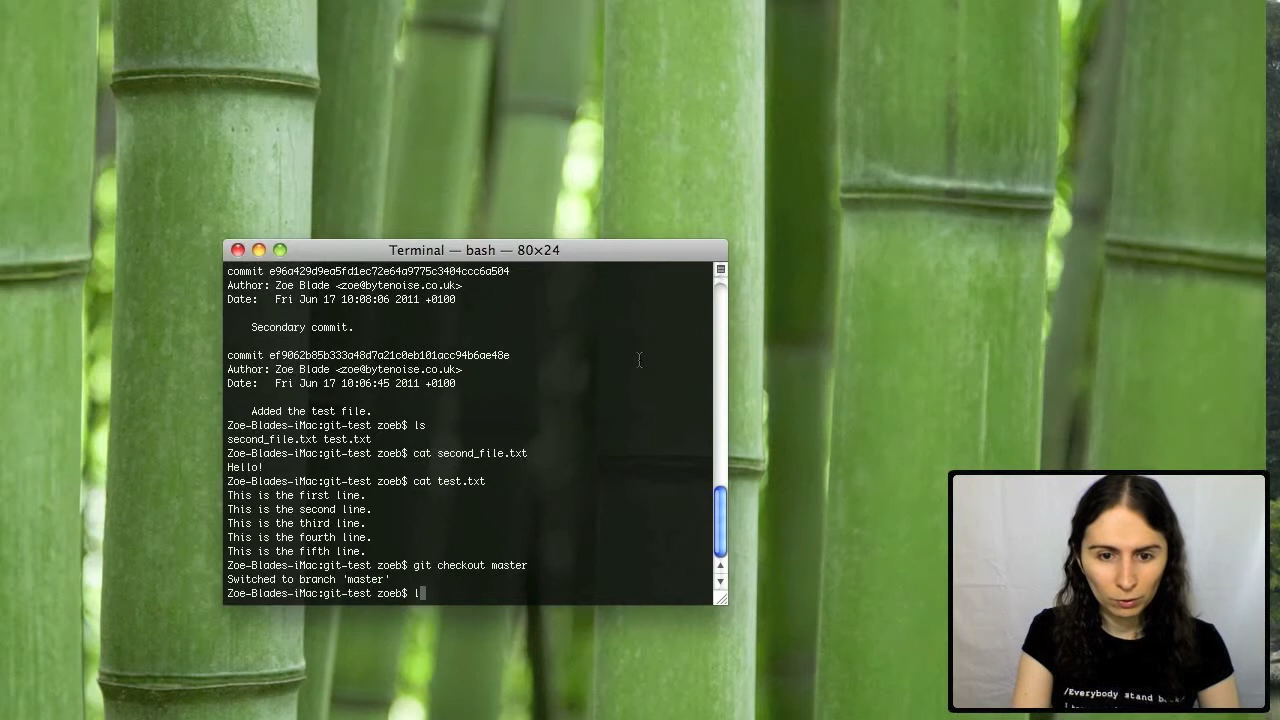 Terminal — bash — 80×24
Author: Zoe Blade <zoe@bytenoise.co.uk>
Date:   Fri Jun 17 10:08:06 2011 +0100
Secondary commit.
commit ef9062b85b333a48d7a21c0eb101acc94b6ae48e
Author: Zoe Blade <zoe@bytenoise.co.uk>
Date:   Fri Jun 17 10:06:45 2011 +0100
Added the test file.
Zoe-Blades-iMac:git-test zoeb$ ls
second_file.txt test.txt
Zoe-Blades-iMac:git-test zoeb$ cat second_file.txt
Hello!
Zoe-Blades-iMac:git-test zoeb$ cat test.txt
This is the first line.
This is the second line.
This is the third line.
This is the fourth line.
This is the fifth line.
Zoe-Blades-iMac:git-test zoeb$ git checkout master
Switched to branch 'master'
Zoe-Blades-iMac:git-test zoeb$ l
/Everybody stand